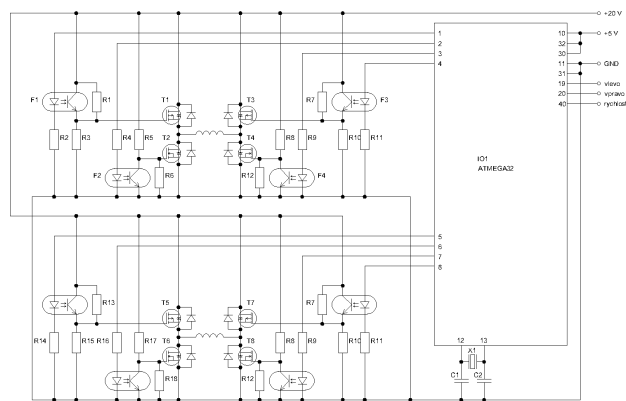 +20 V
1
10
+5 V
2
32
3
30
4
11
GND
31
F1
R1
T1
T3
R7
F3
19
vlevo
20
vpravo
40
rychlost
R2
R3
R4
R5
T2
T4
R8
R9
R10
R11
IO1
ATMEGA32
F2
R6
R12
F4
5
6
7
8
R13
T5
T7
R7
R14
R15
R16
R17
T6
T8
R8
R9
R10
R11
12
13
X1
C1
C2
R18
R12